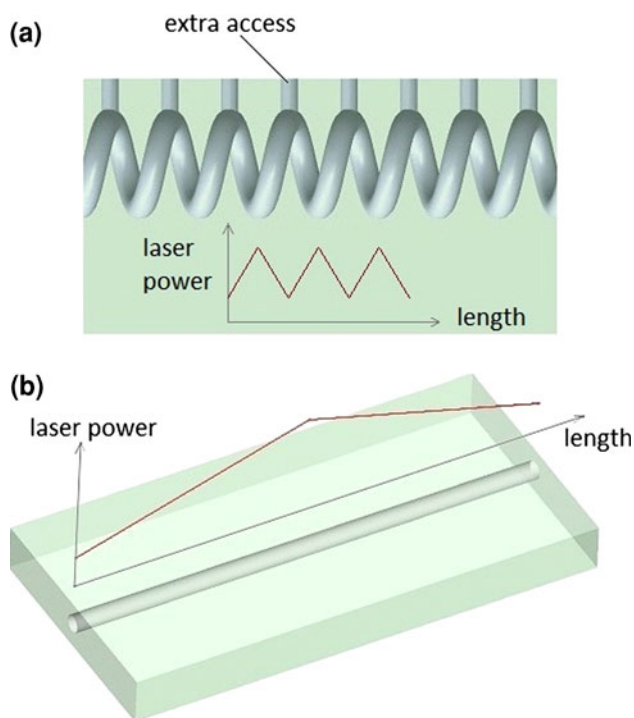 (a)
extra access
laser
power
length
(b)
laser power
length